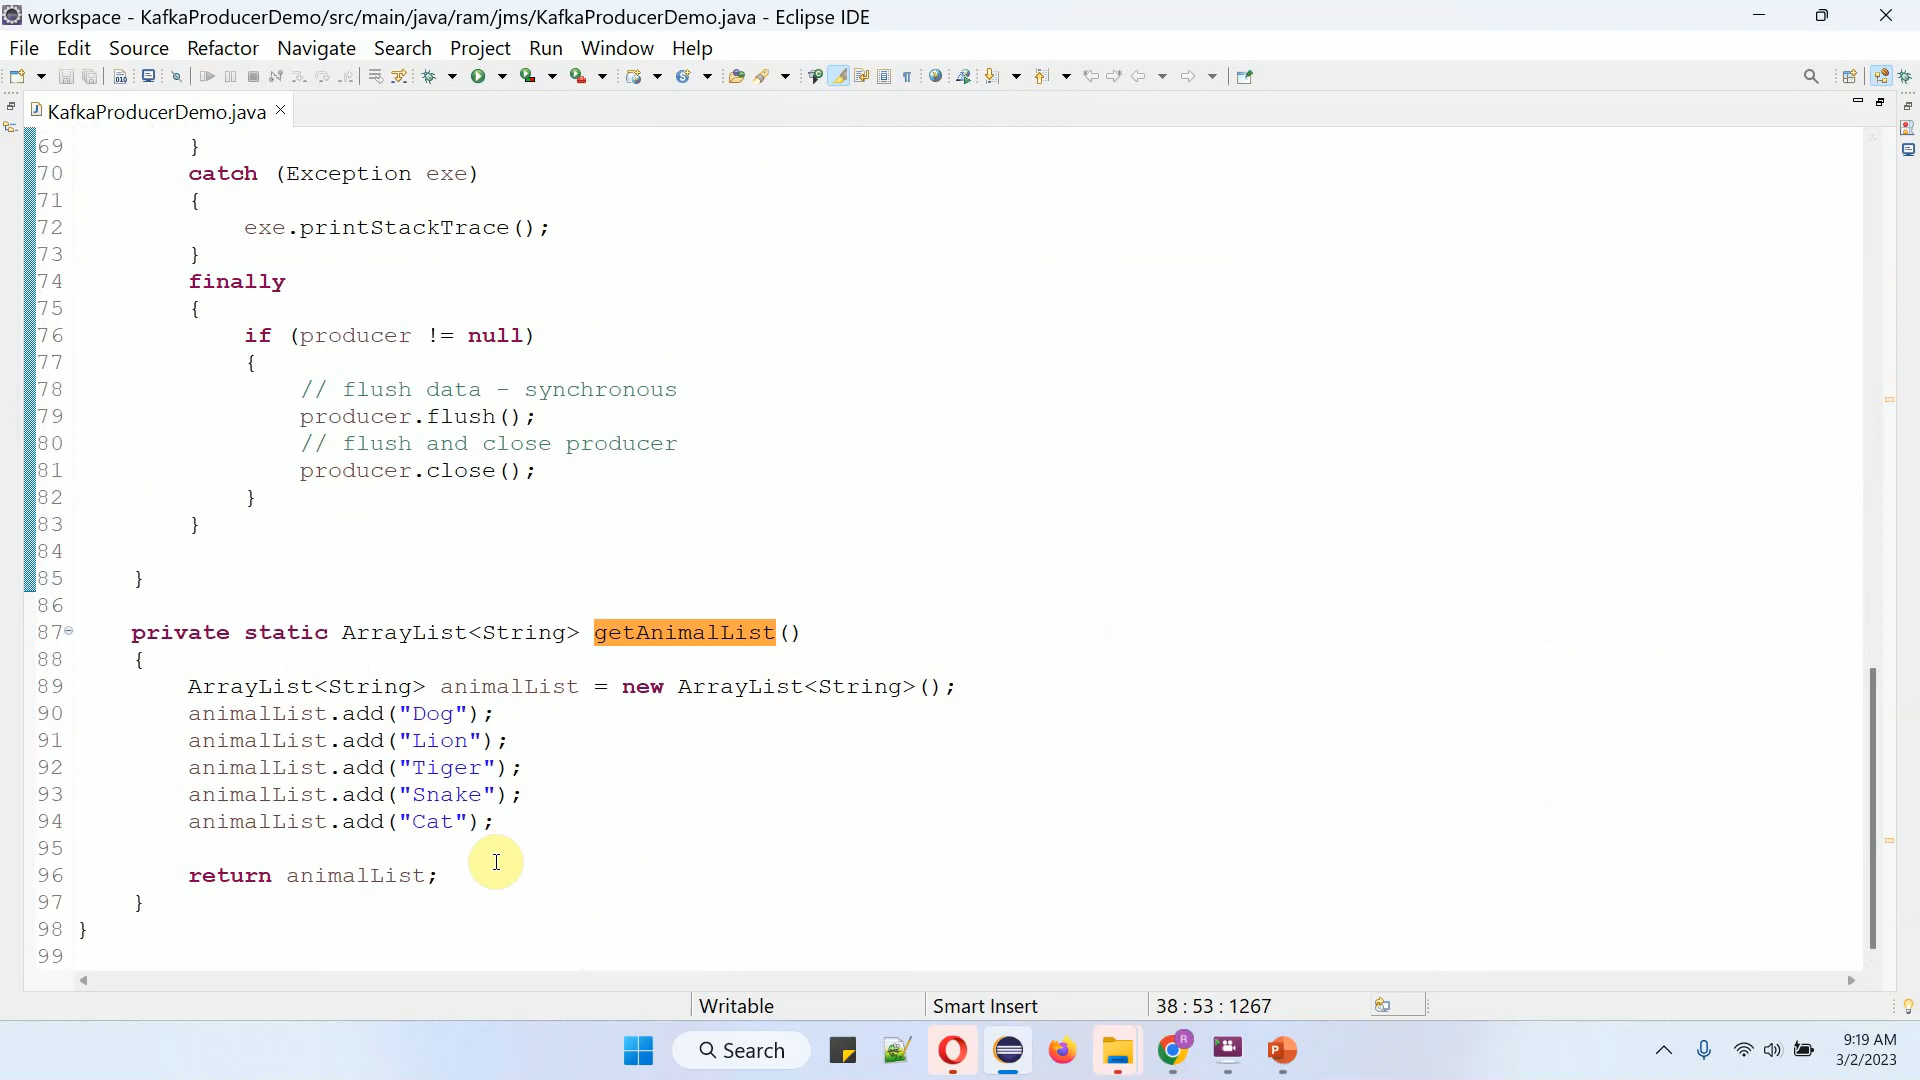 workspace - KafkaProducerDemo/src/main/java/ram/jms/KafkaProducerDemo.java - Eclipse IDE
File Edit Source Refactor Navigate Search Project Run Window Help
KafkaProducerDemo.java
69 }
70 catch (Exception exe)
71 {
72 exe.printStackTrace();
73 }
74 finally
75 {
76 if (producer != null)
77 {
78 // flush data - synchronous
79 producer.flush();
80 // flush and close producer
81 producer.close();
82 }
83 }
84
85 }
86
87 private static ArrayList<String> getAnimalList()
88 {
89 ArrayList<String> animalList = new ArrayList<String>();
90 animalList.add("Dog");
91 animalList.add("Lion");
92 animalList.add("Tiger");
93 animalList.add("Snake");
94 animalList.add("Cat");
95
96 return animalList;
97 }
98 }
99
Writable Smart Insert 38 : 53 : 1267
Search
9:19 AM
3/2/2023